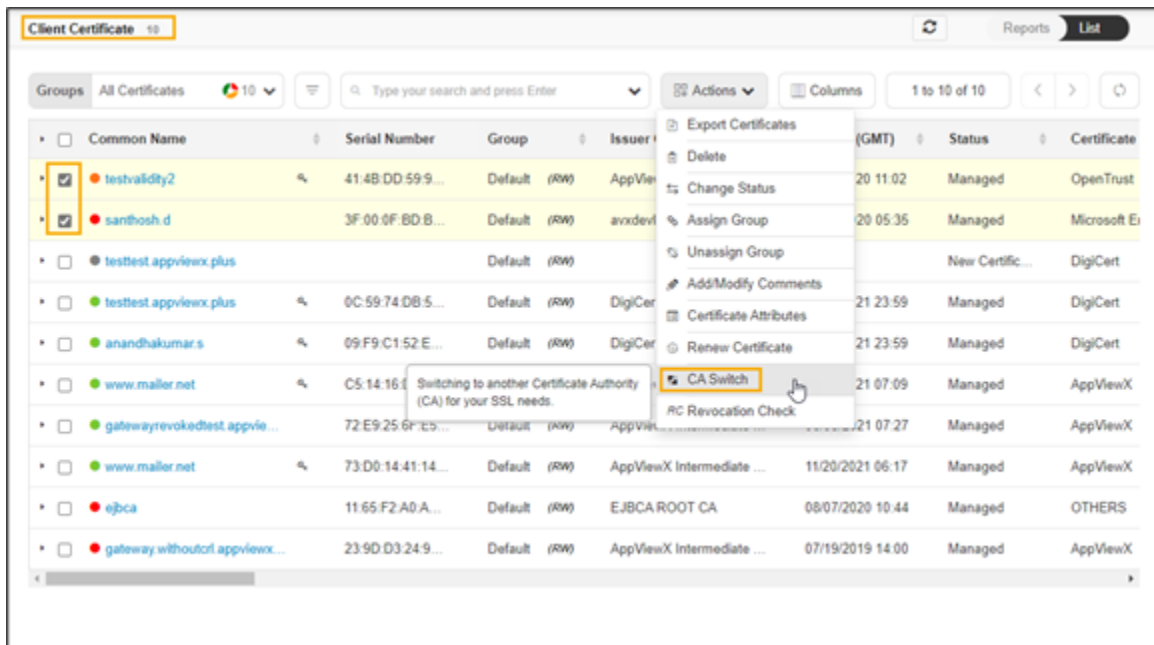 Client Certificate 10
Reports List
Groups All Certificates 10 Type your search and press Enter Actions Columns 1 to 10 of 10
Common Name Serial Number Group Issuer (GMT) Status Certificate
testvalidity2 41:4B:DD:59:9... Default (RW) AppVie 20 11:02 Managed OpenTrust
santhosh.d 3F:00:0F:BD:B... Default (RW) avxdev 20 05:35 Managed Microsoft E
testtest.appviewx.plus Default (RW) New Certific... DigiCert
testtest.appviewx.plus 0C:59:74:DB:5... Default (RW) DigiCer 21 23:59 Managed DigiCert
anandhakumar.s 09:F9:C1:52:E... Default (RW) DigiCer 21 23:59 Managed DigiCert
www.mailer.net C5:14:16: 21 07:09 Managed AppViewX
gatewayrevokedtest.appvie... 72:E9:25:6F:E5:... Default (RW) 21 07:27 Managed AppViewX
www.mailer.net 73:D0:14:41:14... Default (RW) AppViewX Intermediate ... 11/20/2021 06:17 Managed AppViewX
ejbca 11:65:F2:A0:A... Default (RW) EJBCA ROOT CA 08/07/2020 10:44 Managed OTHERS
gateway.withoutcrl.appviewx... 23:9D:D3:24:9... Default (RW) AppViewX Intermediate ... 07/19/2019 14:00 Managed AppViewX
Export Certificates
Delete
Change Status
Assign Group
Unassign Group
Add/Modify Comments
Certificate Attributes
Renew Certificate
CA Switch
RC Revocation Check
Switching to another Certificate Authority
(CA) for your SSL needs.